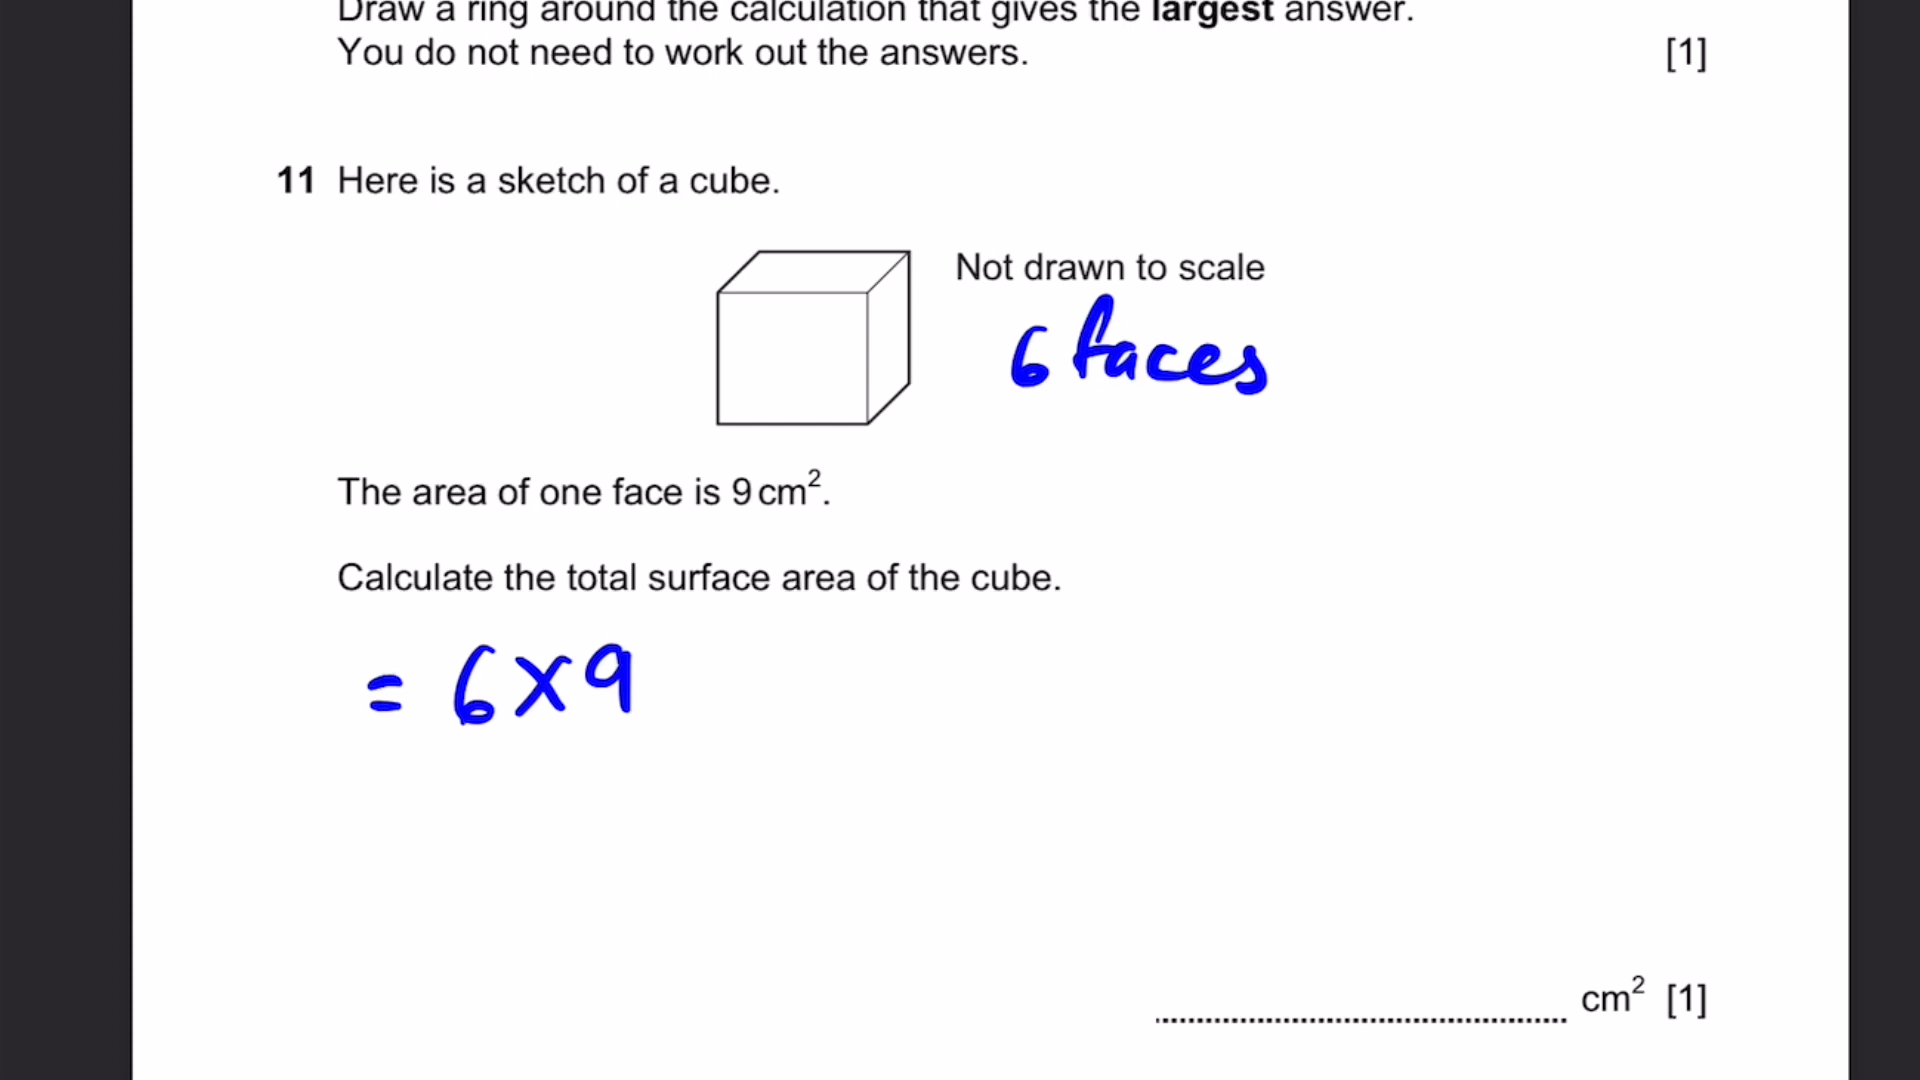 Draw a ring around the calculation that gives the largest answer.
You do not need to work out the answers. [1]
11 Here is a sketch of a cube.
Not drawn to scale
6 faces
The area of one face is 9 cm².
Calculate the total surface area of the cube.
= 6×9
cm² [1]